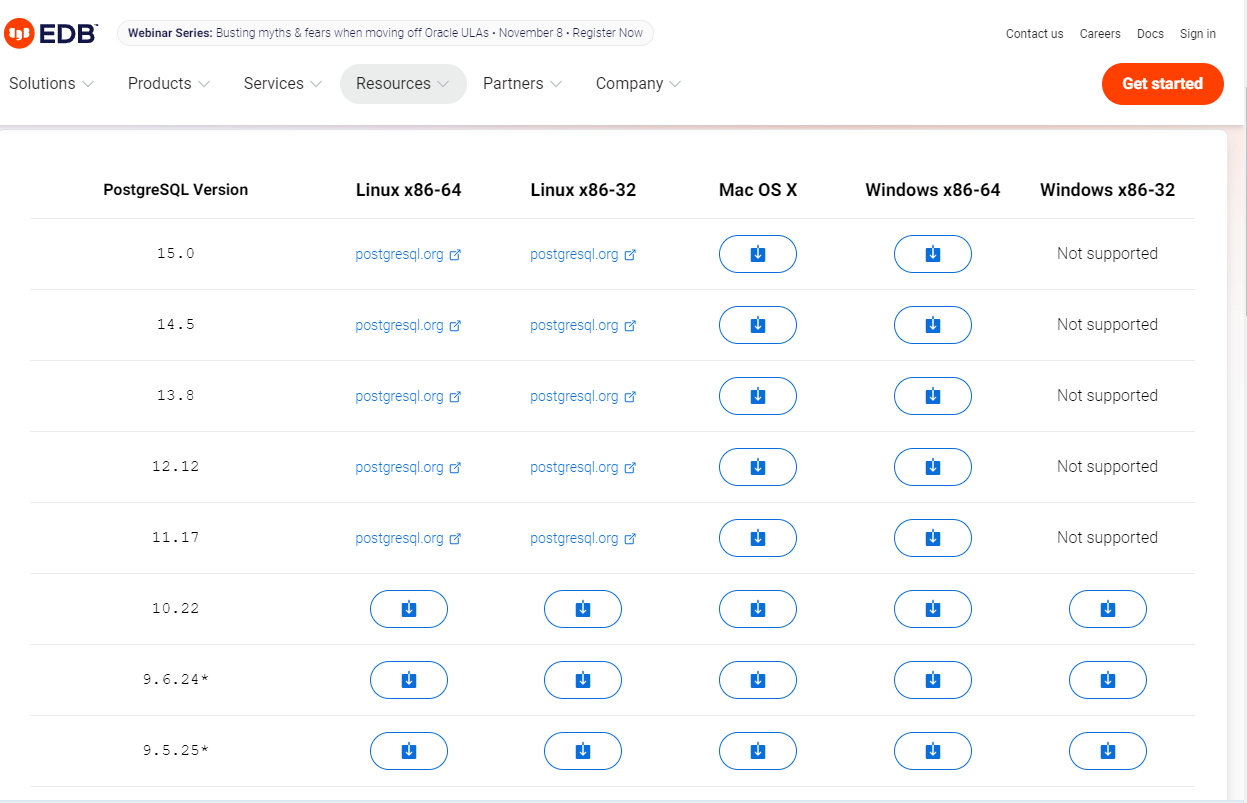 EDB™ Webinar Series: Busting myths & fears when moving off Oracle ULAs • November 8 • Register Now Contact us Careers Docs Sign in
Solutions Products Services Resources Partners Company Get started
PostgreSQL Version Linux x86-64 Linux x86-32 Mac OS X Windows x86-64 Windows x86-32
15.0 postgresql.org postgresql.org Not supported
14.5 postgresql.org postgresql.org Not supported
13.8 postgresql.org postgresql.org Not supported
12.12 postgresql.org postgresql.org Not supported
11.17 postgresql.org postgresql.org Not supported
10.22
9.6.24*
9.5.25*